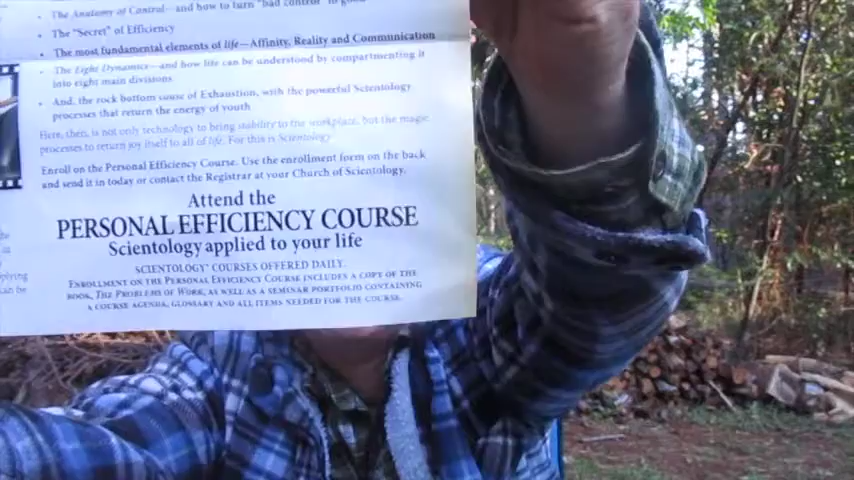 The Anatomy of Control—and how to turn "bad control" to good
• The "Secret" of Efficiency
• The most fundamental elements of life—Affinity, Reality and Communication
• The Eight Dynamics—and how life can be understood by compartmenting it
into eight main divisions.
• And, the rock bottom cause of Exhaustion, with the powerful Scientology
processes that return the energy of youth.
Here, then, is not only technology to bring stability to the workplace, but the magic
processes to return joy itself to all of life. For this is Scientology.
Enroll on the Personal Efficiency Course. Use the enrollment form on the back
and send it in today or contact the Registrar at your Church of Scientology.
Attend the
PERSONAL EFFICIENCY COURSE
Scientology applied to your life
SCIENTOLOGY COURSES OFFERED DAILY.
ENROLLMENT ON THE PERSONAL EFFICIENCY COURSE INCLUDES A COPY OF THE
BOOK, THE PROBLEMS OF WORK, AS WELL AS A SEMINAR PORTFOLIO CONTAINING
A COURSE AGENDA, GLOSSARY AND ALL ITEMS NEEDED FOR THE COURSE.
can be